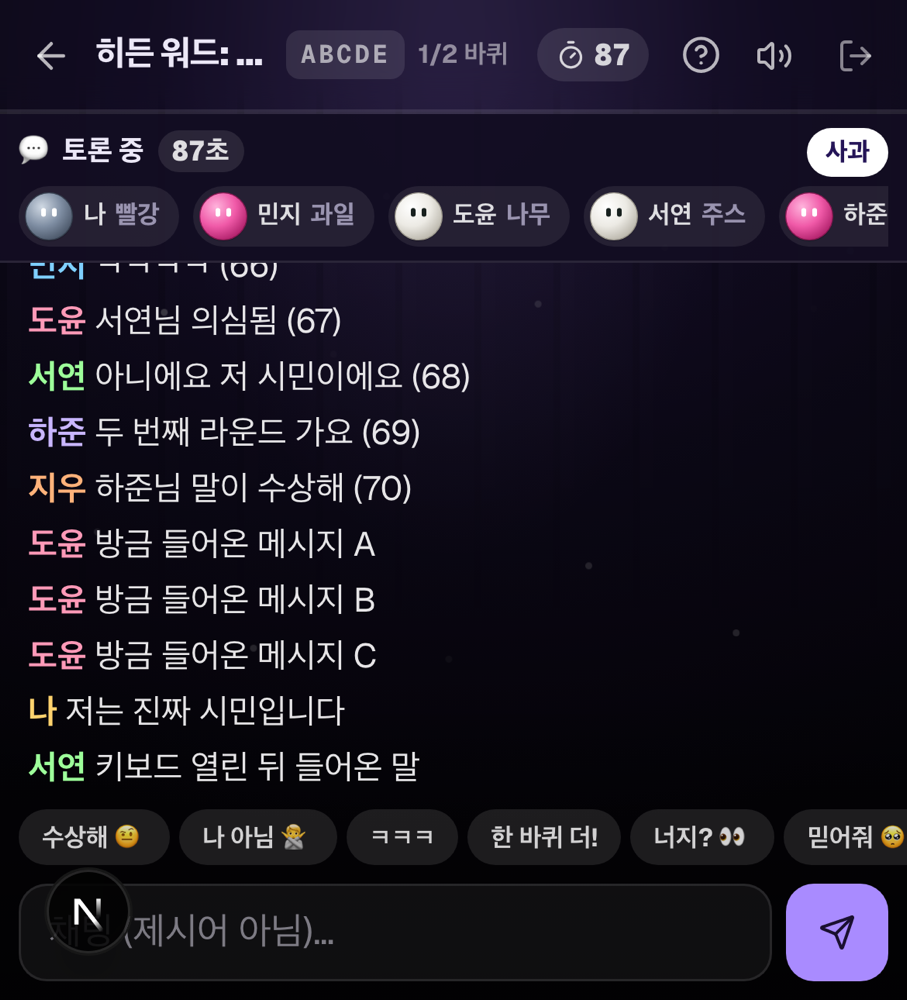 히든 워드: ... ABCDE 1/2 바퀴 87
토론 중 87초 사과
나 빨강 민지 과일 도윤 나무 서연 주스 하준
민지 ㅋㅋㅋㅋ (66)
도윤 서연님 의심됨 (67)
서연 아니에요 저 시민이에요 (68)
하준 두 번째 라운드 가요 (69)
지우 하준님 말이 수상해 (70)
도윤 방금 들어온 메시지 A
도윤 방금 들어온 메시지 B
도윤 방금 들어온 메시지 C
나 저는 진짜 시민입니다
서연 키보드 열린 뒤 들어온 말
수상해 🤨 나 아님 🙅 ㅋㅋㅋ 한 바퀴 더! 너지? 👀 믿어줘 🥺
N
채팅 (제시어 아님)...